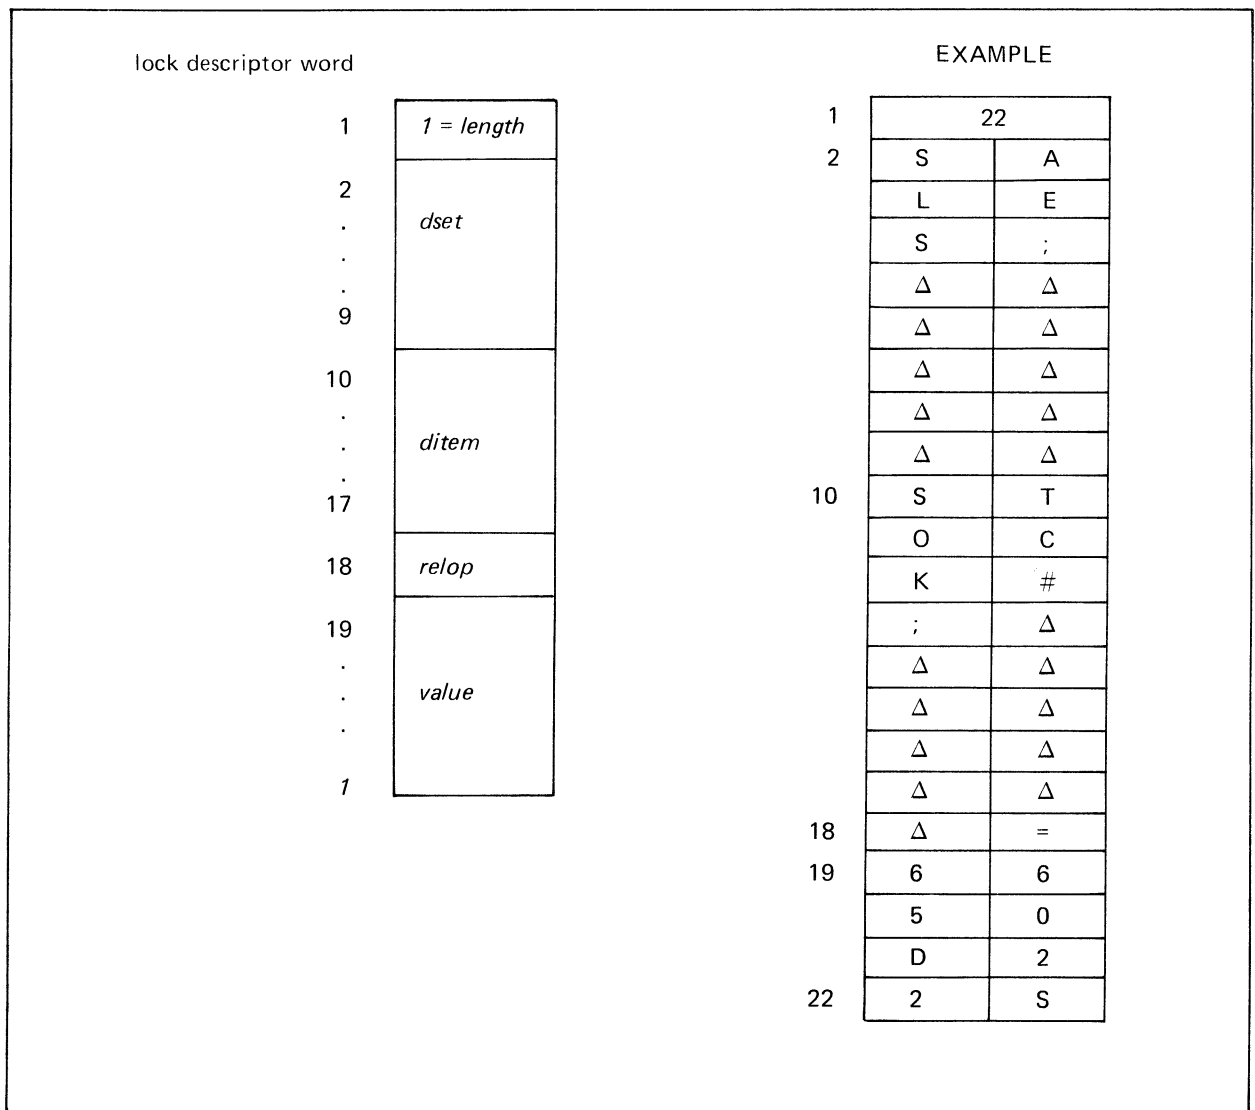 lock descriptor word
1 1 = length
2 dset
.
.
.
9
10 ditem
.
.
.
17
18 relop
19 value
.
.
.
1
EXAMPLE
1 22
2 S A
L E
S ;
Δ Δ
Δ Δ
Δ Δ
Δ Δ
Δ Δ
10 S T
O C
K #
; Δ
Δ Δ
Δ Δ
Δ Δ
Δ Δ
18 Δ =
19 6 6
5 0
D 2
22 2 S